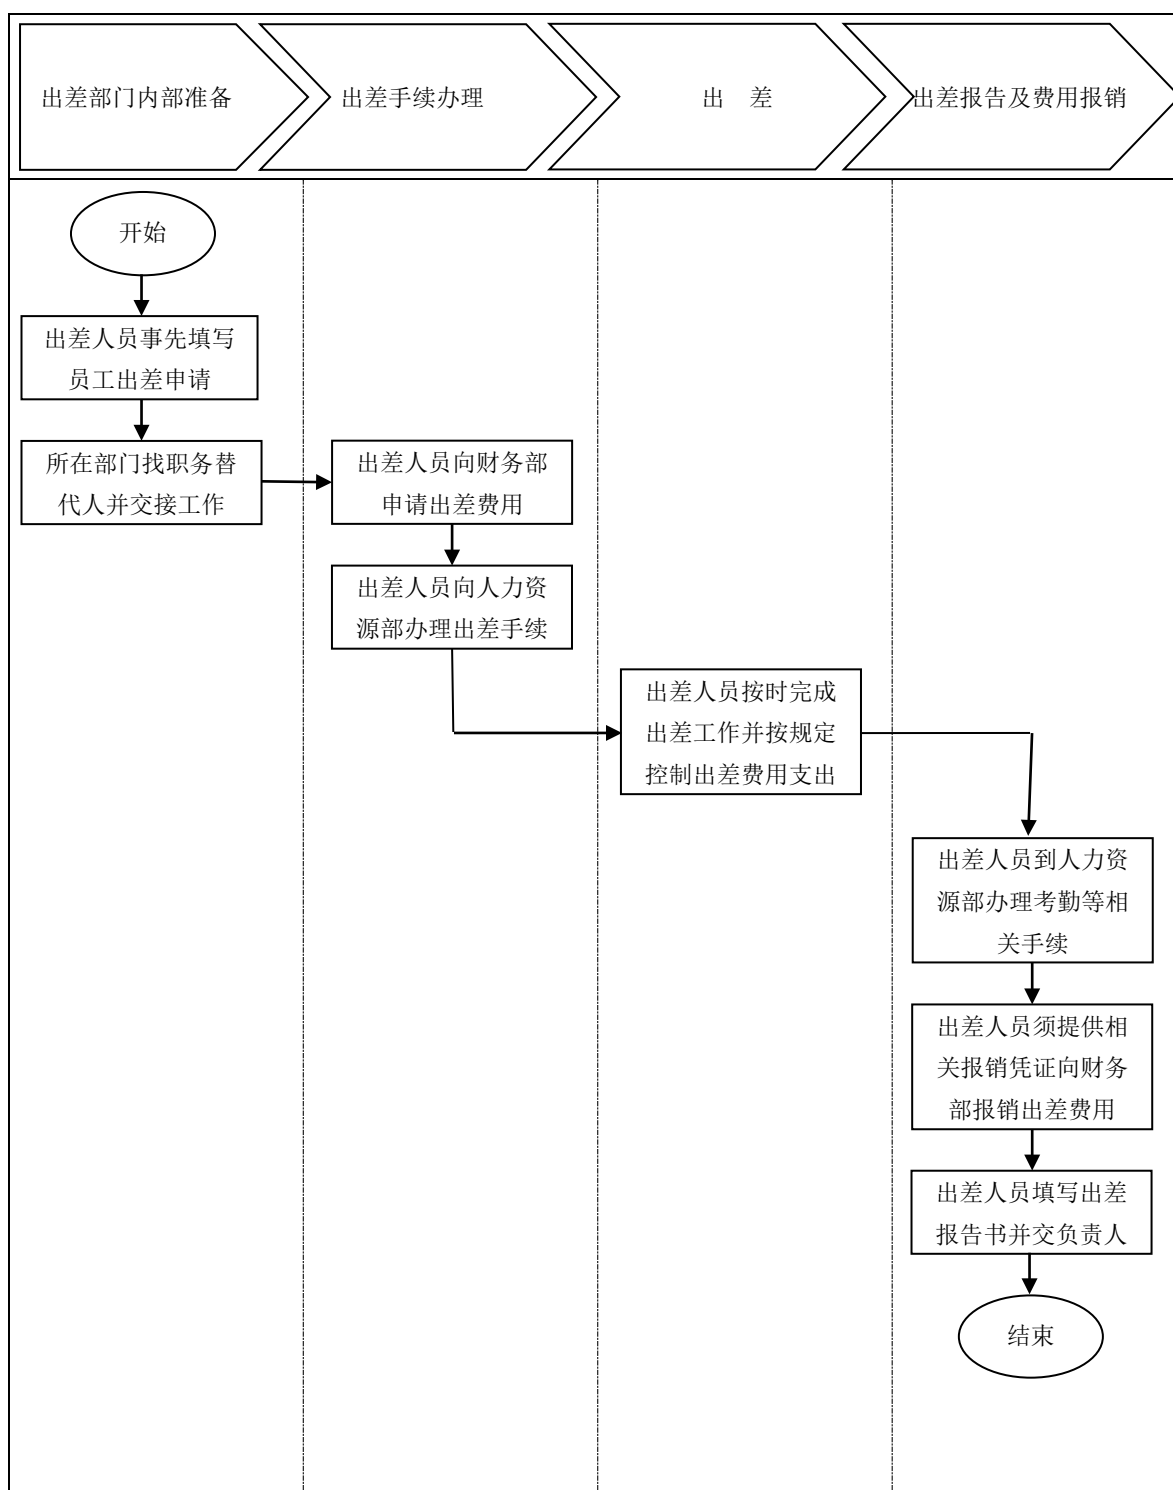 出差部门内部准备
出差手续办理
出 差
出差报告及费用报销
开始
出差人员事先填写
员工出差申请
所在部门找职务替
代人并交接工作
出差人员向财务部
申请出差费用
出差人员向人力资
源部办理出差手续
出差人员按时完成
出差工作并按规定
控制出差费用支出
出差人员到人力资
源部办理考勤等相
关手续
出差人员须提供相
关报销凭证向财务
部报销出差费用
出差人员填写出差
报告书并交负责人
结束